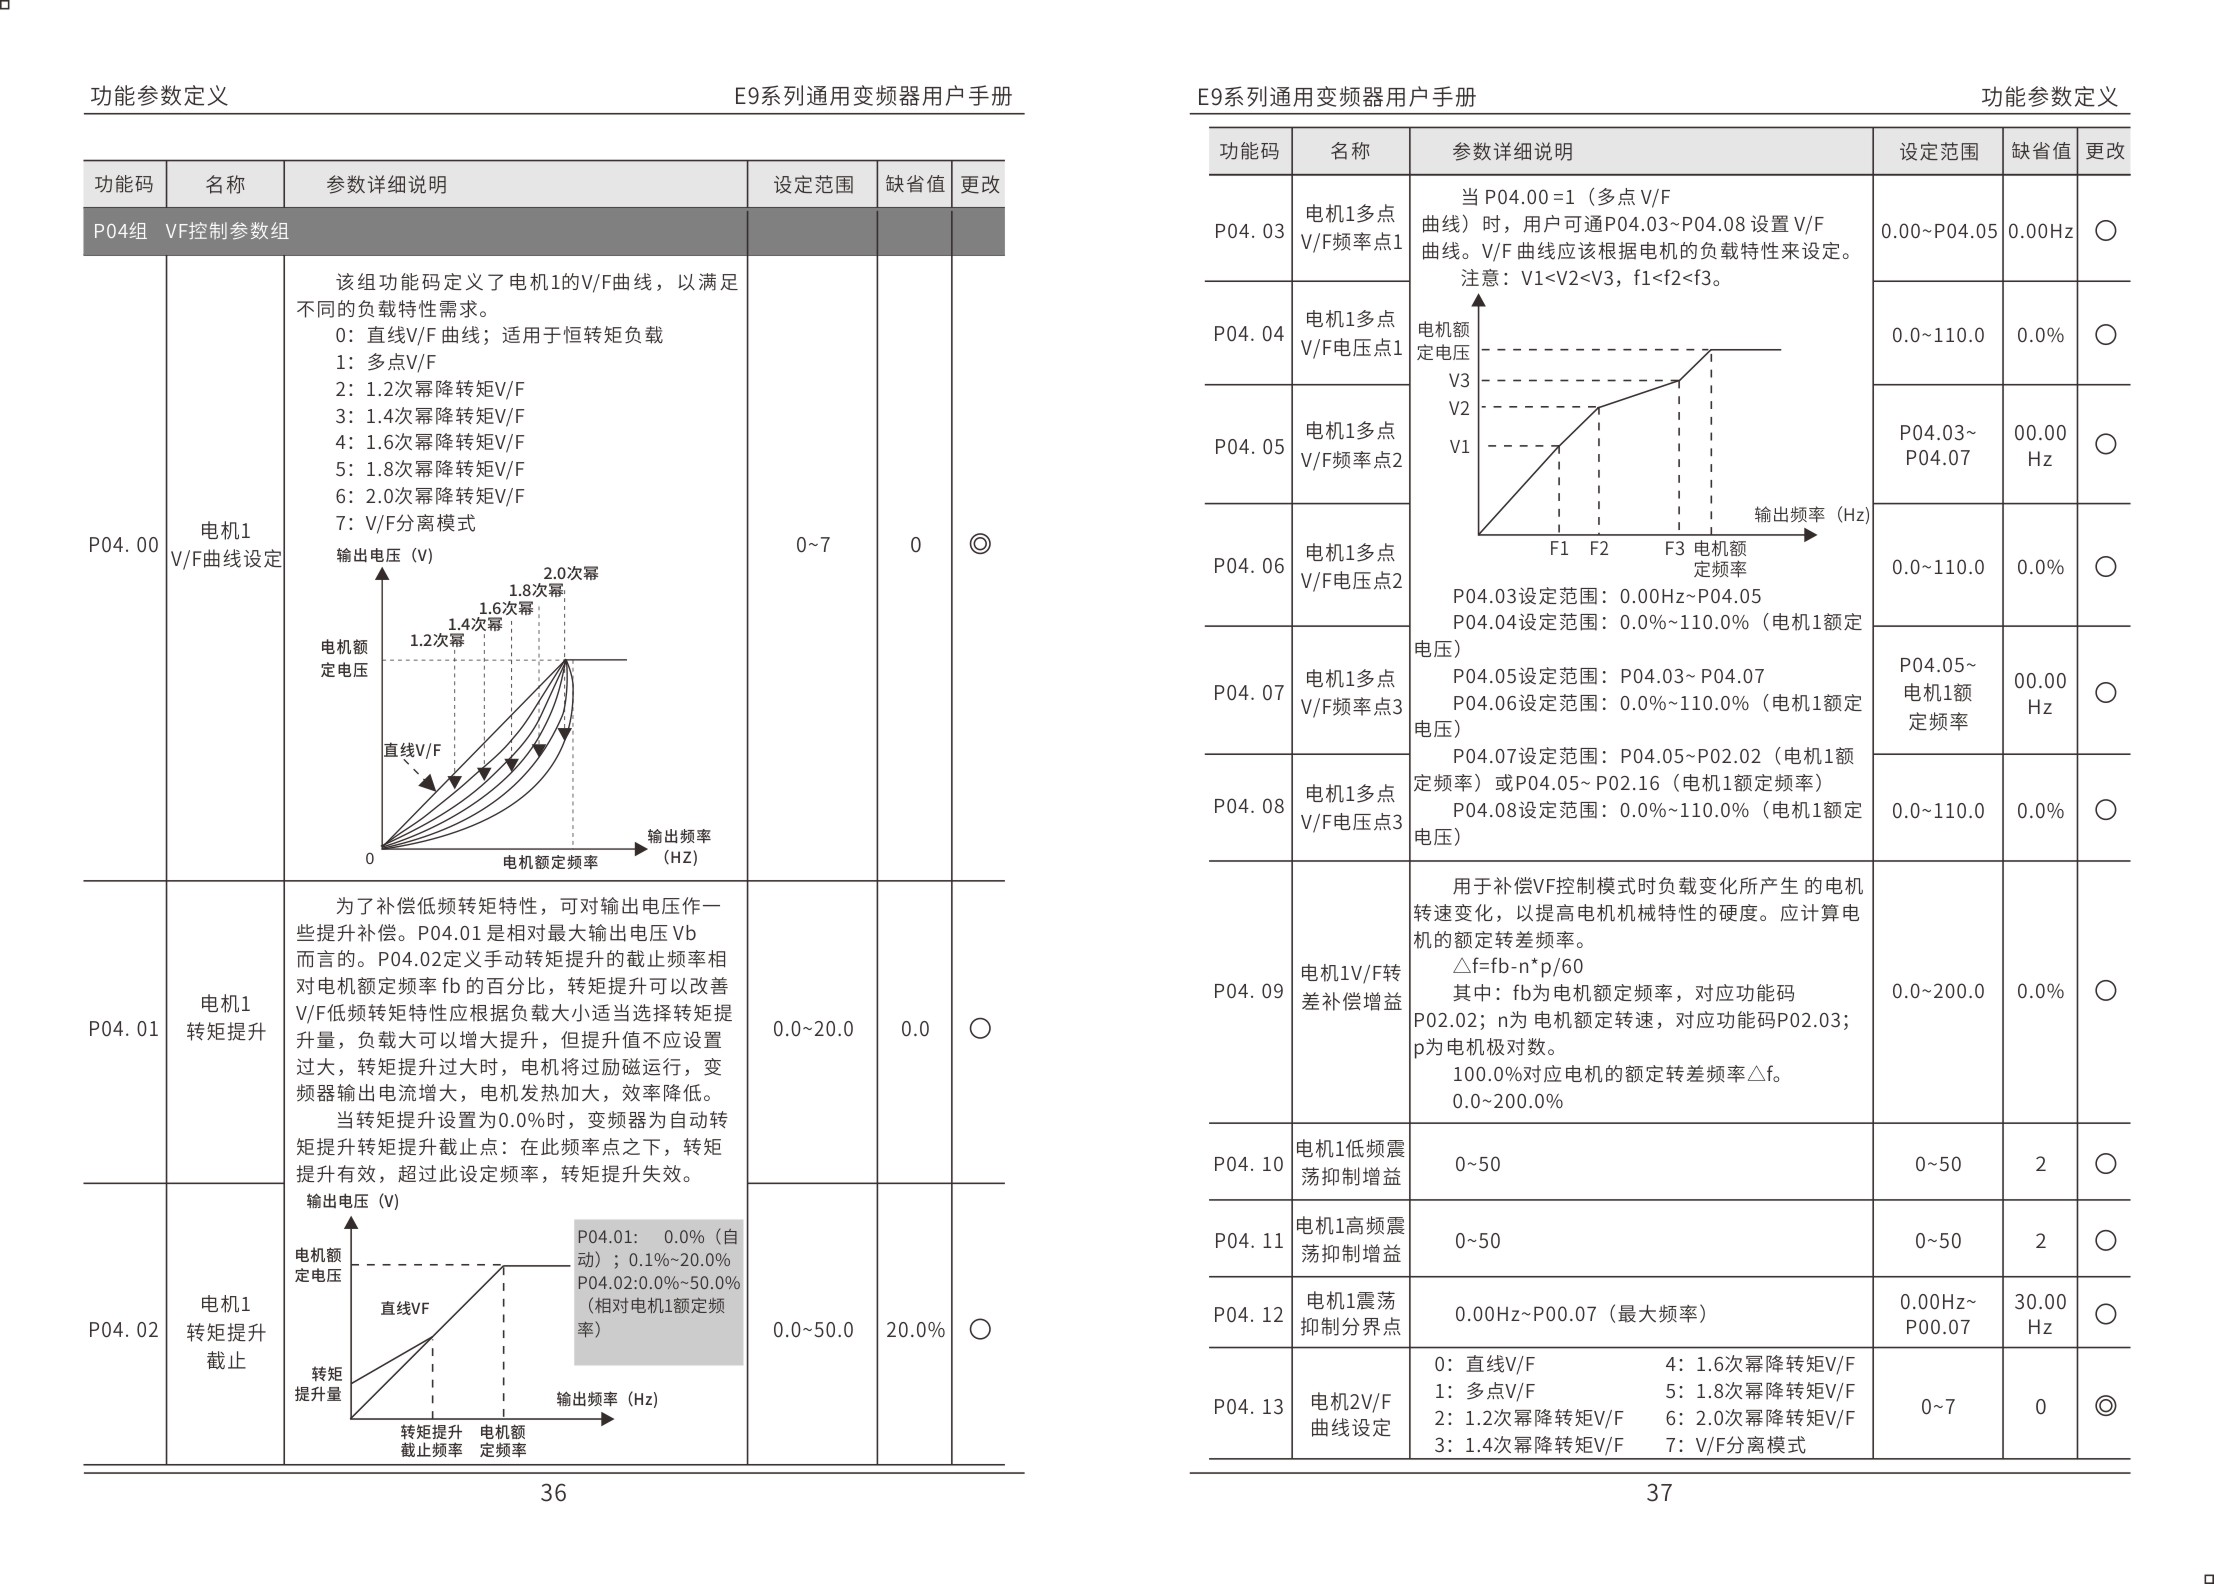 功能参数定义
E9系列通用变频器用户手册
功能码 名称 参数详细说明 设定范围 缺省值 更改
P04组 VF控制参数组
P04. 00
电机1
V/F曲线设定
该组功能码定义了电机1的V/F曲线，以满足
不同的负载特性需求。
0：直线V/F 曲线；适用于恒转矩负载
1：多点V/F
2：1.2次幂降转矩V/F
3：1.4次幂降转矩V/F
4：1.6次幂降转矩V/F
5：1.8次幂降转矩V/F
6：2.0次幂降转矩V/F
7：V/F分离模式
输出电压（V）
2.0次幂
1.8次幂
1.6次幂
1.4次幂
1.2次幂
电机额
定电压
直线V/F
0
电机额定频率
输出频率
（HZ）
0~7
0
◎
P04. 01
电机1
转矩提升
为了补偿低频转矩特性，可对输出电压作一
些提升补偿。P04.01 是相对最大输出电压 Vb
而言的。P04.02定义手动转矩提升的截止频率相
对电机额定频率 fb 的百分比，转矩提升可以改善
V/F低频转矩特性应根据负载大小适当选择转矩提
升量，负载大可以增大提升，但提升值不应设置
过大，转矩提升过大时，电机将过励磁运行，变
频器输出电流增大，电机发热加大，效率降低。
当转矩提升设置为0.0%时，变频器为自动转
矩提升转矩提升截止点：在此频率点之下，转矩
提升有效，超过此设定频率，转矩提升失效。
0.0~20.0
0.0
○
P04. 02
电机1
转矩提升
截止
输出电压（V)
电机额
定电压
直线VF
转矩
提升量
转矩提升
截止频率
电机额
定频率
输出频率（Hz）
P04.01: 0.0%（自
动）；0.1%~20.0%
P04.02:0.0%~50.0%
（相对电机1额定频
率）
0.0~50.0
20.0%
○
36
E9系列通用变频器用户手册
功能参数定义
功能码 名称 参数详细说明 设定范围 缺省值 更改
P04. 03
电机1多点
V/F频率点1
0.00~P04.05
0.00Hz
○
P04. 04
电机1多点
V/F电压点1
0.0~110.0
0.0%
○
P04. 05
电机1多点
V/F频率点2
P04.03~
P04.07
00.00
Hz
○
P04. 06
电机1多点
V/F电压点2
0.0~110.0
0.0%
○
P04. 07
电机1多点
V/F频率点3
P04.05~
电机1额
定频率
00.00
Hz
○
P04. 08
电机1多点
V/F电压点3
0.0~110.0
0.0%
○
当 P04.00 =1（多点 V/F
曲线）时，用户可通P04.03~P04.08 设置 V/F
曲线。V/F 曲线应该根据电机的负载特性来设定。
注意：V1<V2<V3，f1<f2<f3。
电机额
定电压
V3
V2
V1
输出频率（Hz)
F1 F2 F3 电机额
定频率
P04.03设定范围：0.00Hz~P04.05
P04.04设定范围：0.0%~110.0%（电机1额定
电压）
P04.05设定范围：P04.03~ P04.07
P04.06设定范围：0.0%~110.0%（电机1额定
电压）
P04.07设定范围：P04.05~P02.02（电机1额
定频率）或P04.05~ P02.16（电机1额定频率）
P04.08设定范围：0.0%~110.0%（电机1额定
电压）
P04. 09
电机1V/F转
差补偿增益
用于补偿VF控制模式时负载变化所产生 的电机
转速变化，以提高电机机械特性的硬度。应计算电
机的额定转差频率。
△f=fb-n*p/60
其中：fb为电机额定频率，对应功能码
P02.02；n为 电机额定转速，对应功能码P02.03；
p为电机极对数。
100.0%对应电机的额定转差频率△f。
0.0~200.0%
0.0~200.0
0.0%
○
P04. 10
电机1低频震
荡抑制增益
0~50
0~50
2
○
P04. 11
电机1高频震
荡抑制增益
0~50
0~50
2
○
P04. 12
电机1震荡
抑制分界点
0.00Hz~P00.07（最大频率）
0.00Hz~
P00.07
30.00
Hz
○
P04. 13
电机2V/F
曲线设定
0：直线V/F 4：1.6次幂降转矩V/F
1：多点V/F 5：1.8次幂降转矩V/F
2：1.2次幂降转矩V/F 6：2.0次幂降转矩V/F
3：1.4次幂降转矩V/F 7：V/F分离模式
0~7
0
◎
37